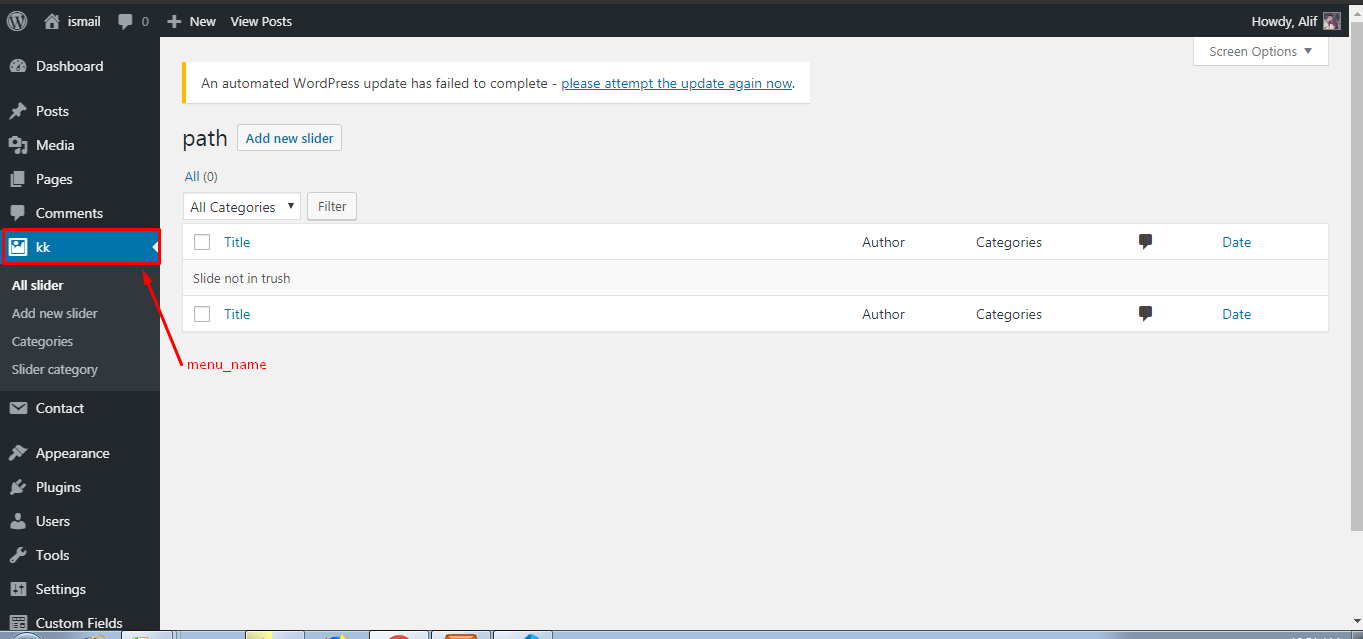 ismail 0 New View Posts Howdy, Alif
Screen Options
Dashboard
Posts
Media
Pages
Comments
kk
All slider
Add new slider
Categories
Slider category
Contact
Appearance
Plugins
Users
Tools
Settings
Custom Fields
An automated WordPress update has failed to complete - please attempt the update again now.
path Add new slider
All (0)
All Categories Filter
Title Author Categories Date
Slide not in trush
Title Author Categories Date
menu_name